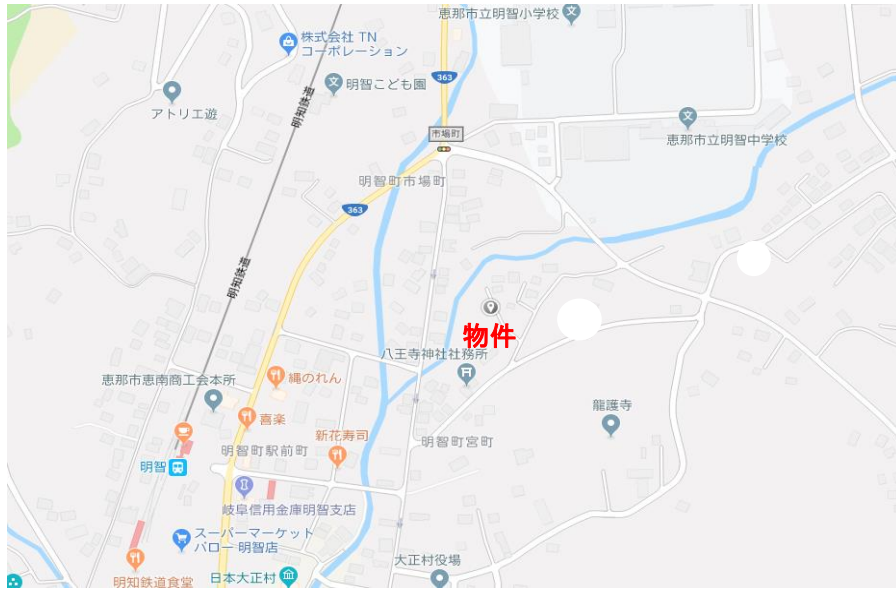 恵那市立明智小学校
株式会社 TN
コーポレーション
363
明智こども園
明知鉄道
アトリエ遊
市場町
恵那市立明智中学校
明智町市場町
363
明知鉄道
物件
八王寺神社社務所
恵那市恵南商工会本所
縄のれん
龍護寺
喜楽
新花寿司
明智町宮町
明智町駅前町
明智
岐阜信用金庫明智支店
スーパーマーケット
バロー 明智店
大正村役場
明知鉄道食堂
日本大正村